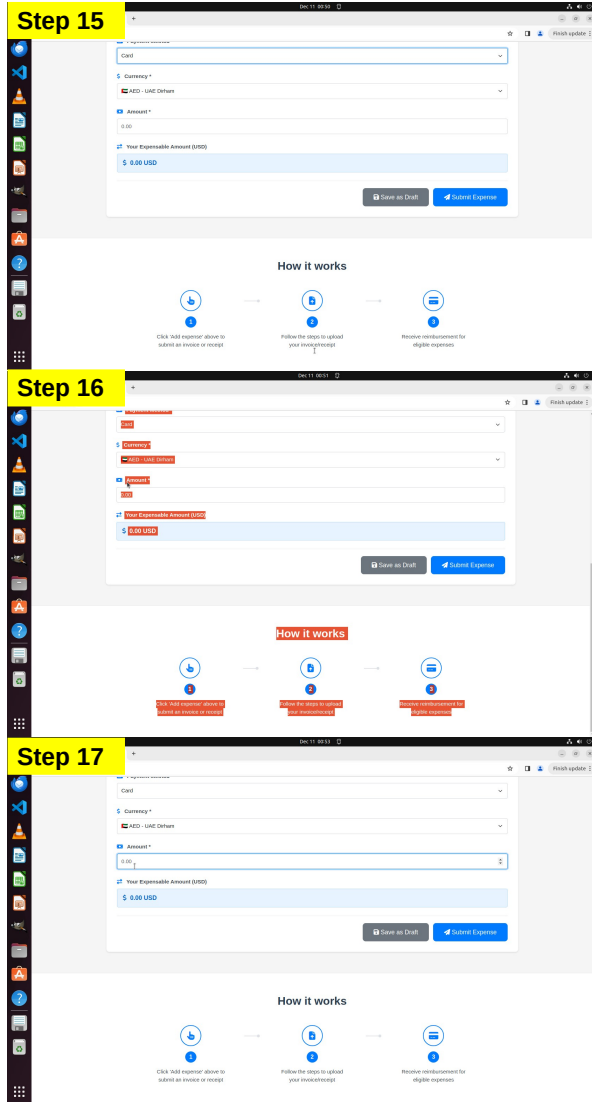 Step 15
Dec 11 00:50
Finish update
Card
Currency *
AED - UAE Dirham
Amount *
0.00
Your Expensable Amount (USD)
$ 0.00 USD
Save as Draft
Submit Expense
How it works
1
2
3
Click 'Add expense' above to
submit an invoice or receipt
Follow the steps to upload
your invoice/receipt
Receive reimbursement for
eligible expenses
Step 16
Dec 11 00:51
Finish update
Card
Currency *
AED - UAE Dirham
Amount *
0.00
Your Expensable Amount (USD)
$ 0.00 USD
Save as Draft
Submit Expense
How it works
1
2
3
Click 'Add expense' above to
submit an invoice or receipt
Follow the steps to upload
your invoice/receipt
Receive reimbursement for
eligible expenses
Step 17
Dec 11 00:53
Finish update
Card
Currency *
AED - UAE Dirham
Amount *
0.00
Your Expensable Amount (USD)
$ 0.00 USD
Save as Draft
Submit Expense
How it works
1
2
3
Click 'Add expense' above to
submit an invoice or receipt
Follow the steps to upload
your invoice/receipt
Receive reimbursement for
eligible expenses